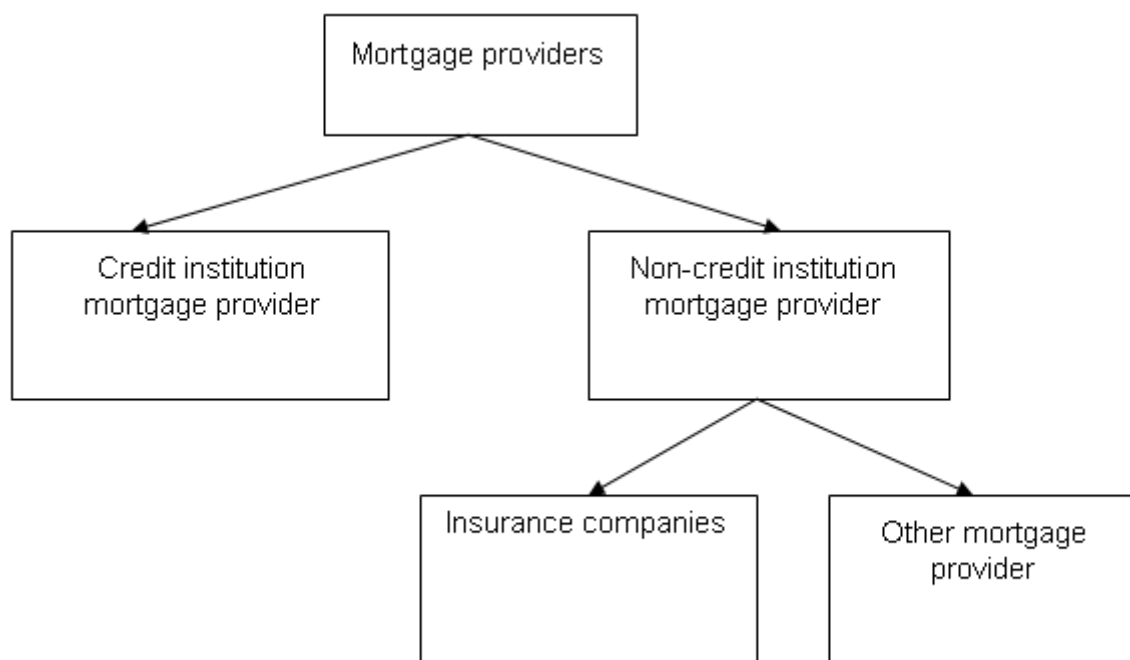 Mortgage providers
Credit institution
mortgage provider
Non-credit institution
mortgage provider
Insurance companies
Other mortgage
provider